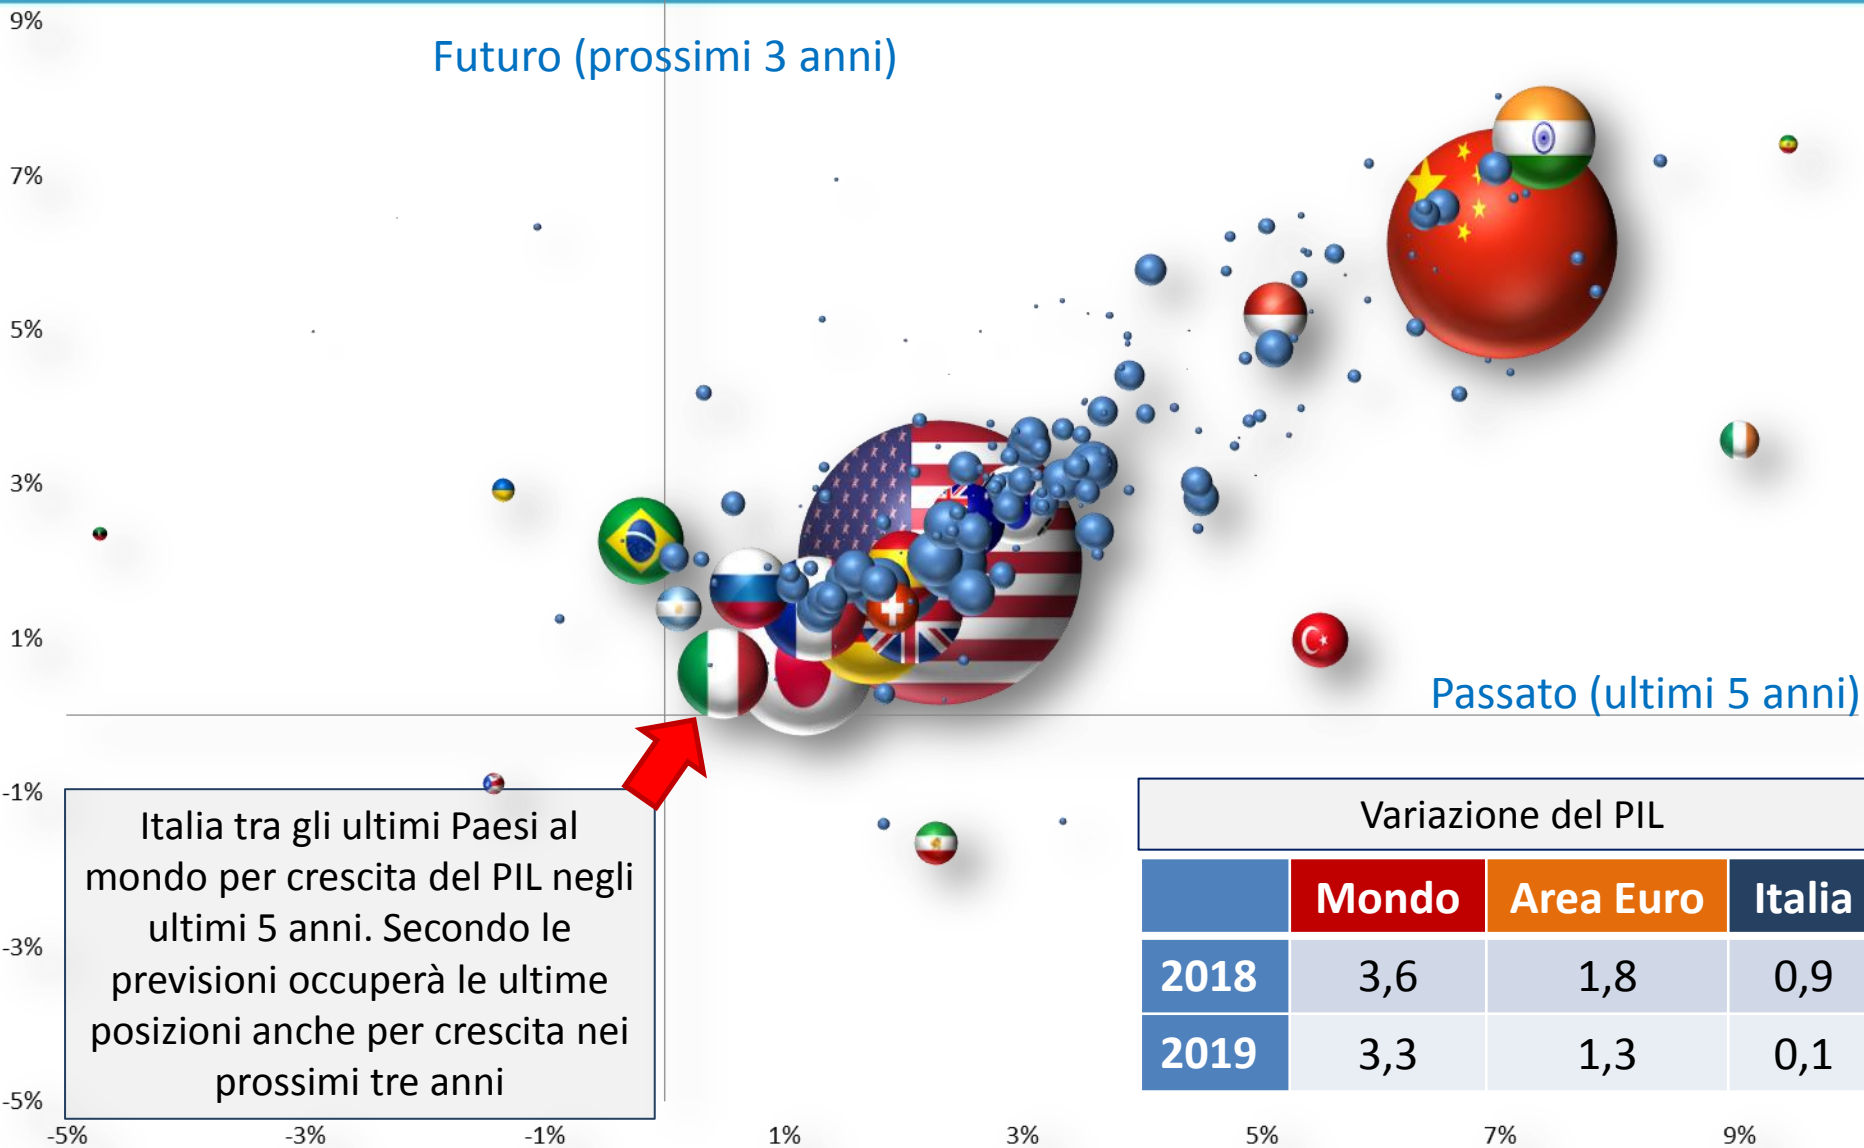 9%
Futuro (prossimi 3 anni)
7%
5%
3%
1%
Passato (ultimi 5 anni)
-1%
Italia tra gli ultimi Paesi al
mondo per crescita del PIL negli
ultimi 5 anni. Secondo le
previsioni occuperà le ultime
posizioni anche per crescita nei
prossimi tre anni
Variazione del PIL
Mondo Area Euro Italia
2018 3,6 1,8 0,9
2019 3,3 1,3 0,1
-3%
-5%
-5% -3% -1% 1% 3% 5% 7% 9%